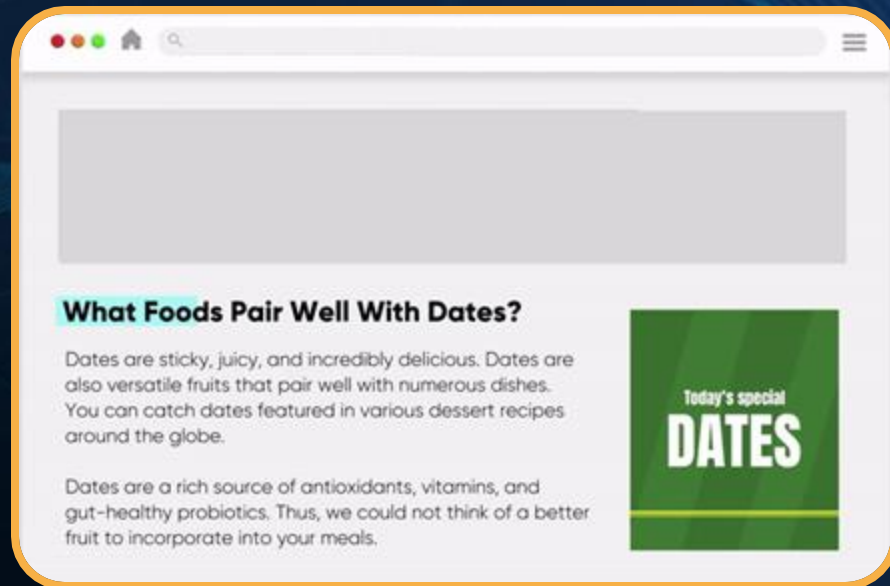 What Foods Pair Well With Dates?
Dates are sticky, juicy, and incredibly delicious. Dates are
also versatile fruits that pair well with numerous dishes.
You can catch dates featured in various dessert recipes
around the globe.
Dates are a rich source of antioxidants, vitamins, and
gut-healthy probiotics. Thus, we could not think of a better
fruit to incorporate into your meals.
Today's special
DATES